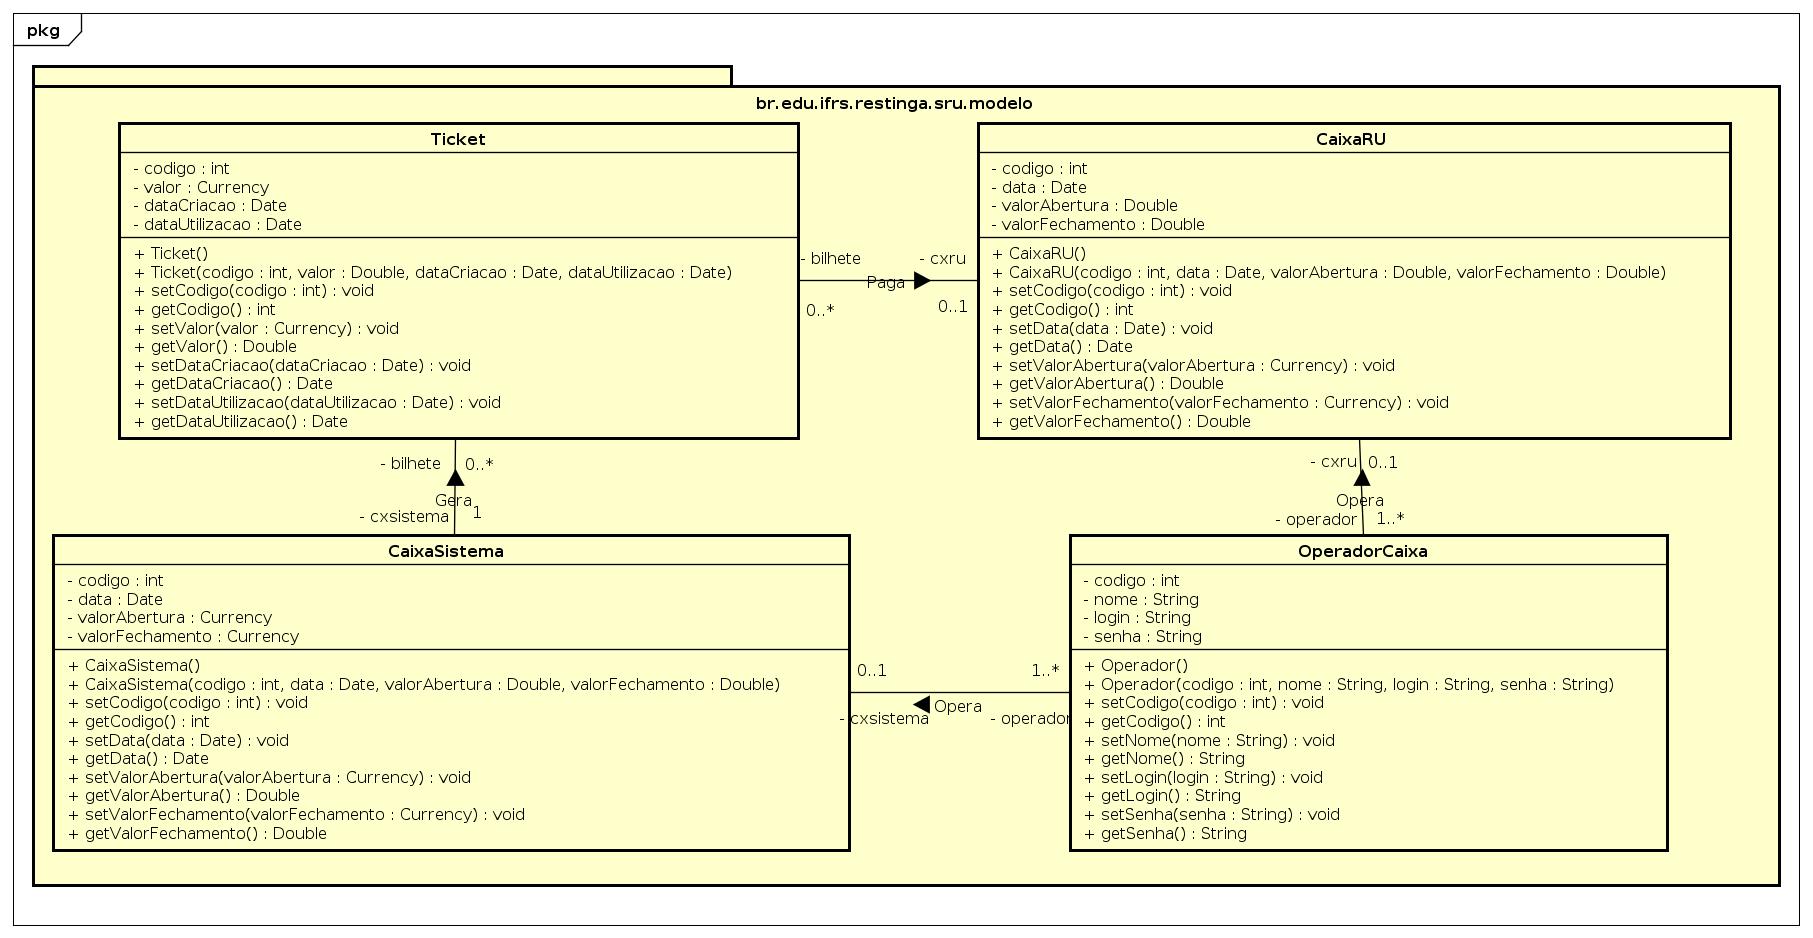 pkg
br.edu.ifrs.restinga.sru.modelo
Ticket
- codigo : int
- valor : Currency
- dataCriacao : Date
- dataUtilizacao : Date
+ Ticket()
+ Ticket(codigo : int, valor : Double, dataCriacao : Date, dataUtilizacao : Date)
+ setCodigo(codigo : int) : void
+ getCodigo() : int
+ setValor(valor : Currency) : void
+ getValor() : Double
+ setDataCriacao(dataCriacao : Date) : void
+ getDataCriacao() : Date
+ setDataUtilizacao(dataUtilizacao : Date) : void
+ getDataUtilizacao() : Date
- bilhete
- cxru
Paga
0..*
0..1
CaixaRU
- codigo : int
- data : Date
- valorAbertura : Double
- valorFechamento : Double
+ CaixaRU()
+ CaixaRU(codigo : int, data : Date, valorAbertura : Double, valorFechamento : Double)
+ setCodigo(codigo : int) : void
+ getCodigo() : int
+ setData(data : Date) : void
+ getData() : Date
+ setValorAbertura(valorAbertura : Currency) : void
+ getValorAbertura() : Double
+ setValorFechamento(valorFechamento : Currency) : void
+ getValorFechamento() : Double
- bilhete
0..*
Gera
- cxsistema
1
- cxru
0..1
Opera
- operador
1..*
CaixaSistema
- codigo : int
- data : Date
- valorAbertura : Currency
- valorFechamento : Currency
+ CaixaSistema()
+ CaixaSistema(codigo : int, data : Date, valorAbertura : Double, valorFechamento : Double)
+ setCodigo(codigo : int) : void
+ getCodigo() : int
+ setData(data : Date) : void
+ getData() : Date
+ setValorAbertura(valorAbertura : Currency) : void
+ getValorAbertura() : Double
+ setValorFechamento(valorFechamento : Currency) : void
+ getValorFechamento() : Double
0..1
1..*
Opera
- cxsistema
- operador
OperadorCaixa
- codigo : int
- nome : String
- login : String
- senha : String
+ Operador()
+ Operador(codigo : int, nome : String, login : String, senha : String)
+ setCodigo(codigo : int) : void
+ getCodigo() : int
+ setNome(nome : String) : void
+ getNome() : String
+ setLogin(login : String) : void
+ getLogin() : String
+ setSenha(senha : String) : void
+ getSenha() : String